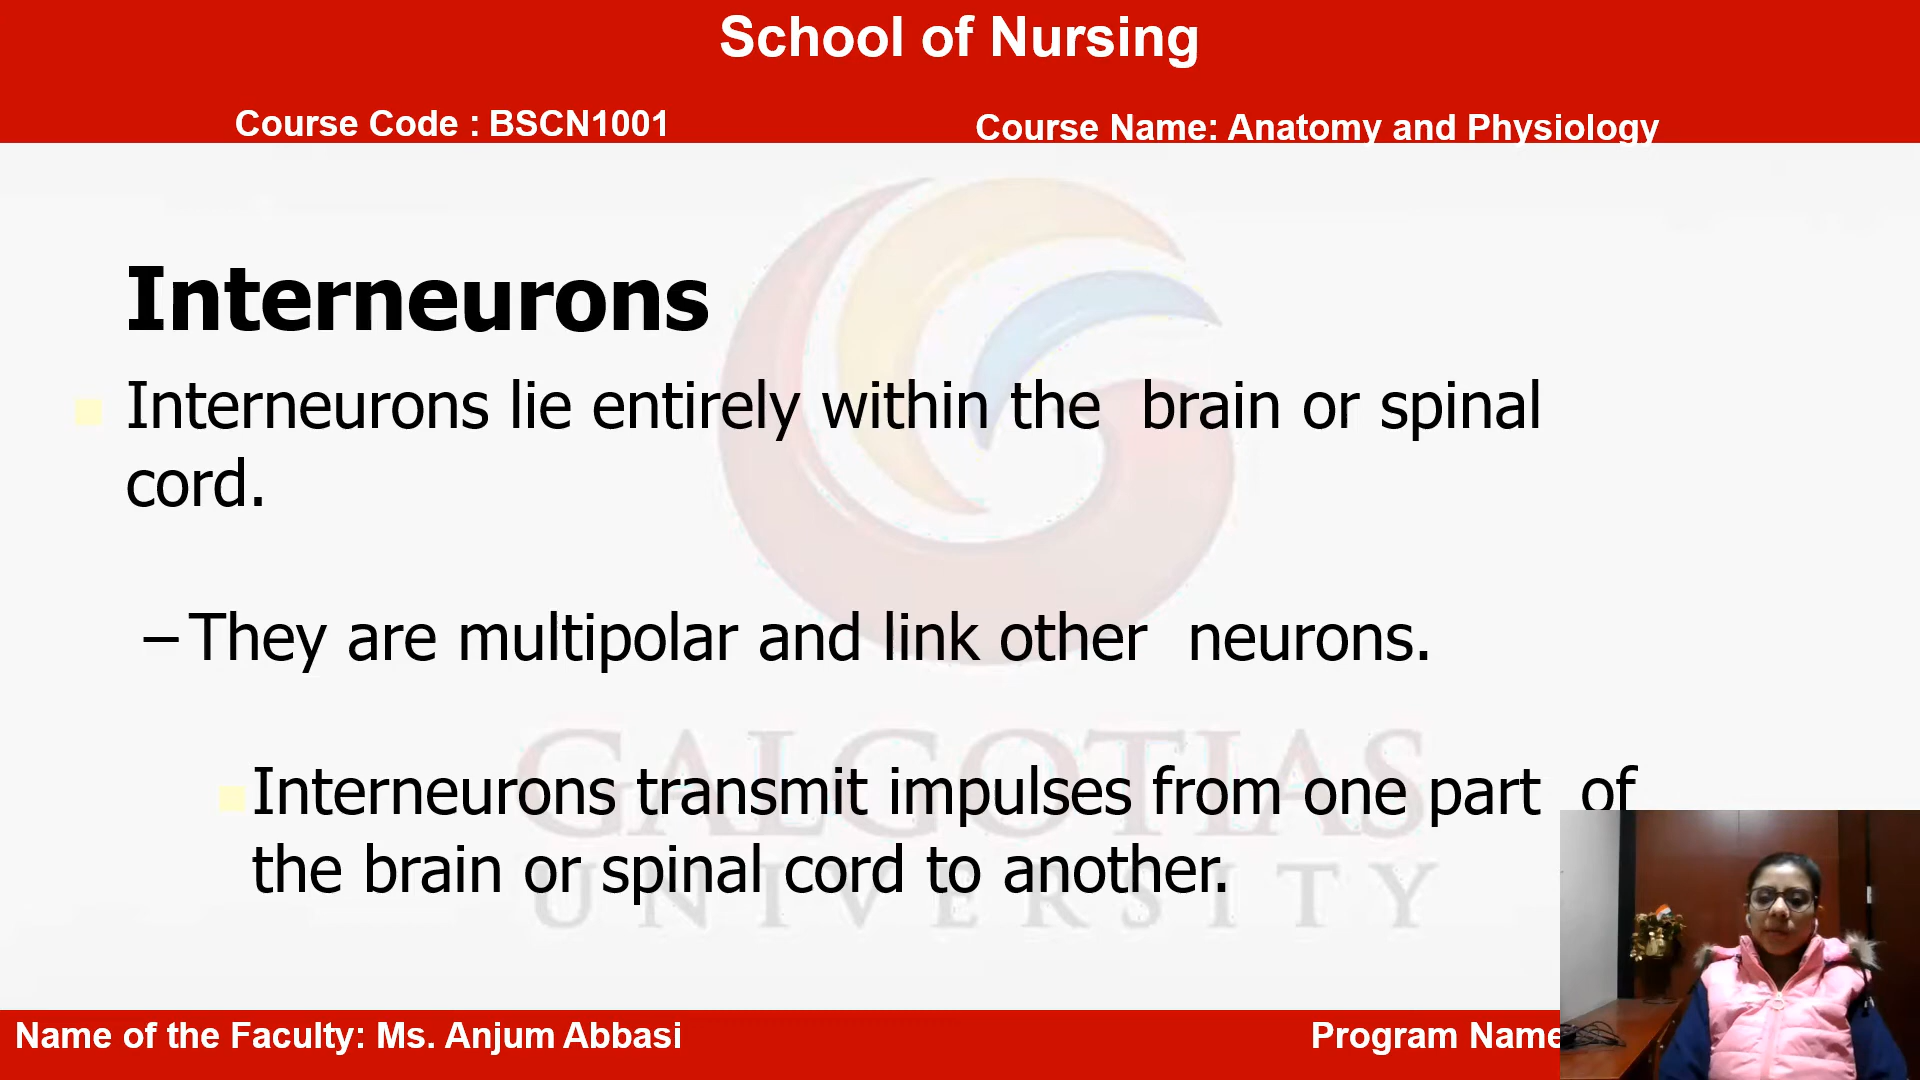 School of Nursing
Course Code : BSCN1001
Course Name: Anatomy and Physiology
Interneurons
Interneurons lie entirely within the brain or spinal
cord.
– They are multipolar and link other neurons.
Interneurons transmit impulses from one part of
the brain or spinal cord to another.
GALGOTIAS
UNIVERSITY
Name of the Faculty: Ms. Anjum Abbasi
Program Name